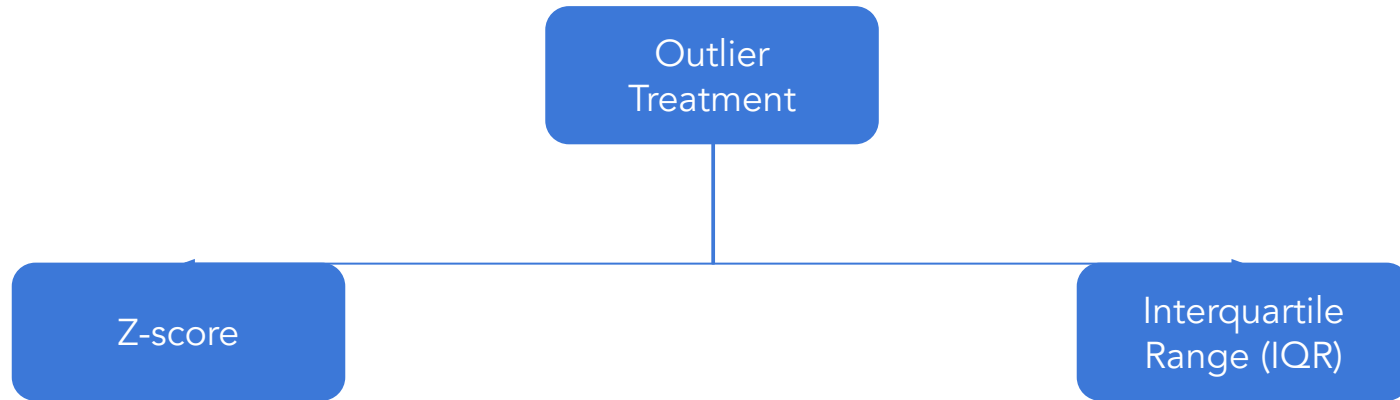 Outlier
Treatment
Z-score
Interquartile
Range (IQR)